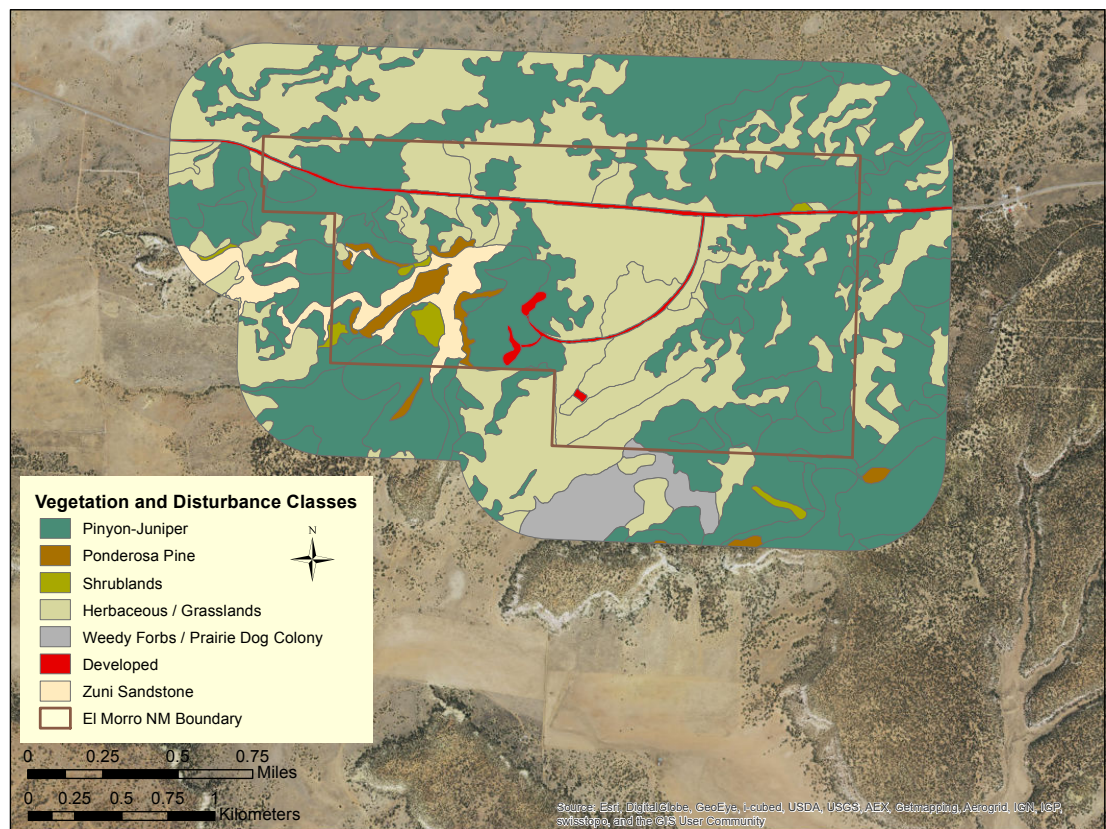 Vegetation and Disturbance Classes
Pinyon-Juniper
Ponderosa Pine
Shrublands
Herbaceous / Grasslands
Weedy Forbs / Prairie Dog Colony
Developed
Zuni Sandstone
El Morro NM Boundary
N
0 0.25 0.5 0.75
Miles
0 0.25 0.5 1
Kilometers
Source: Esri, DigitalGlobe, GeoEye, i-cubed, USDA, USGS, AEX, Getmapping, Aerogrid, IGN, IGP,
swisstopo, and the GIS User Community